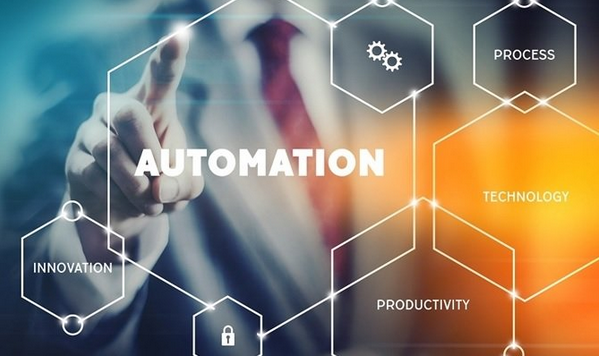 PROCESS
AUTOMATION
TECHNOLOGY
INNOVATION
PRODUCTIVITY